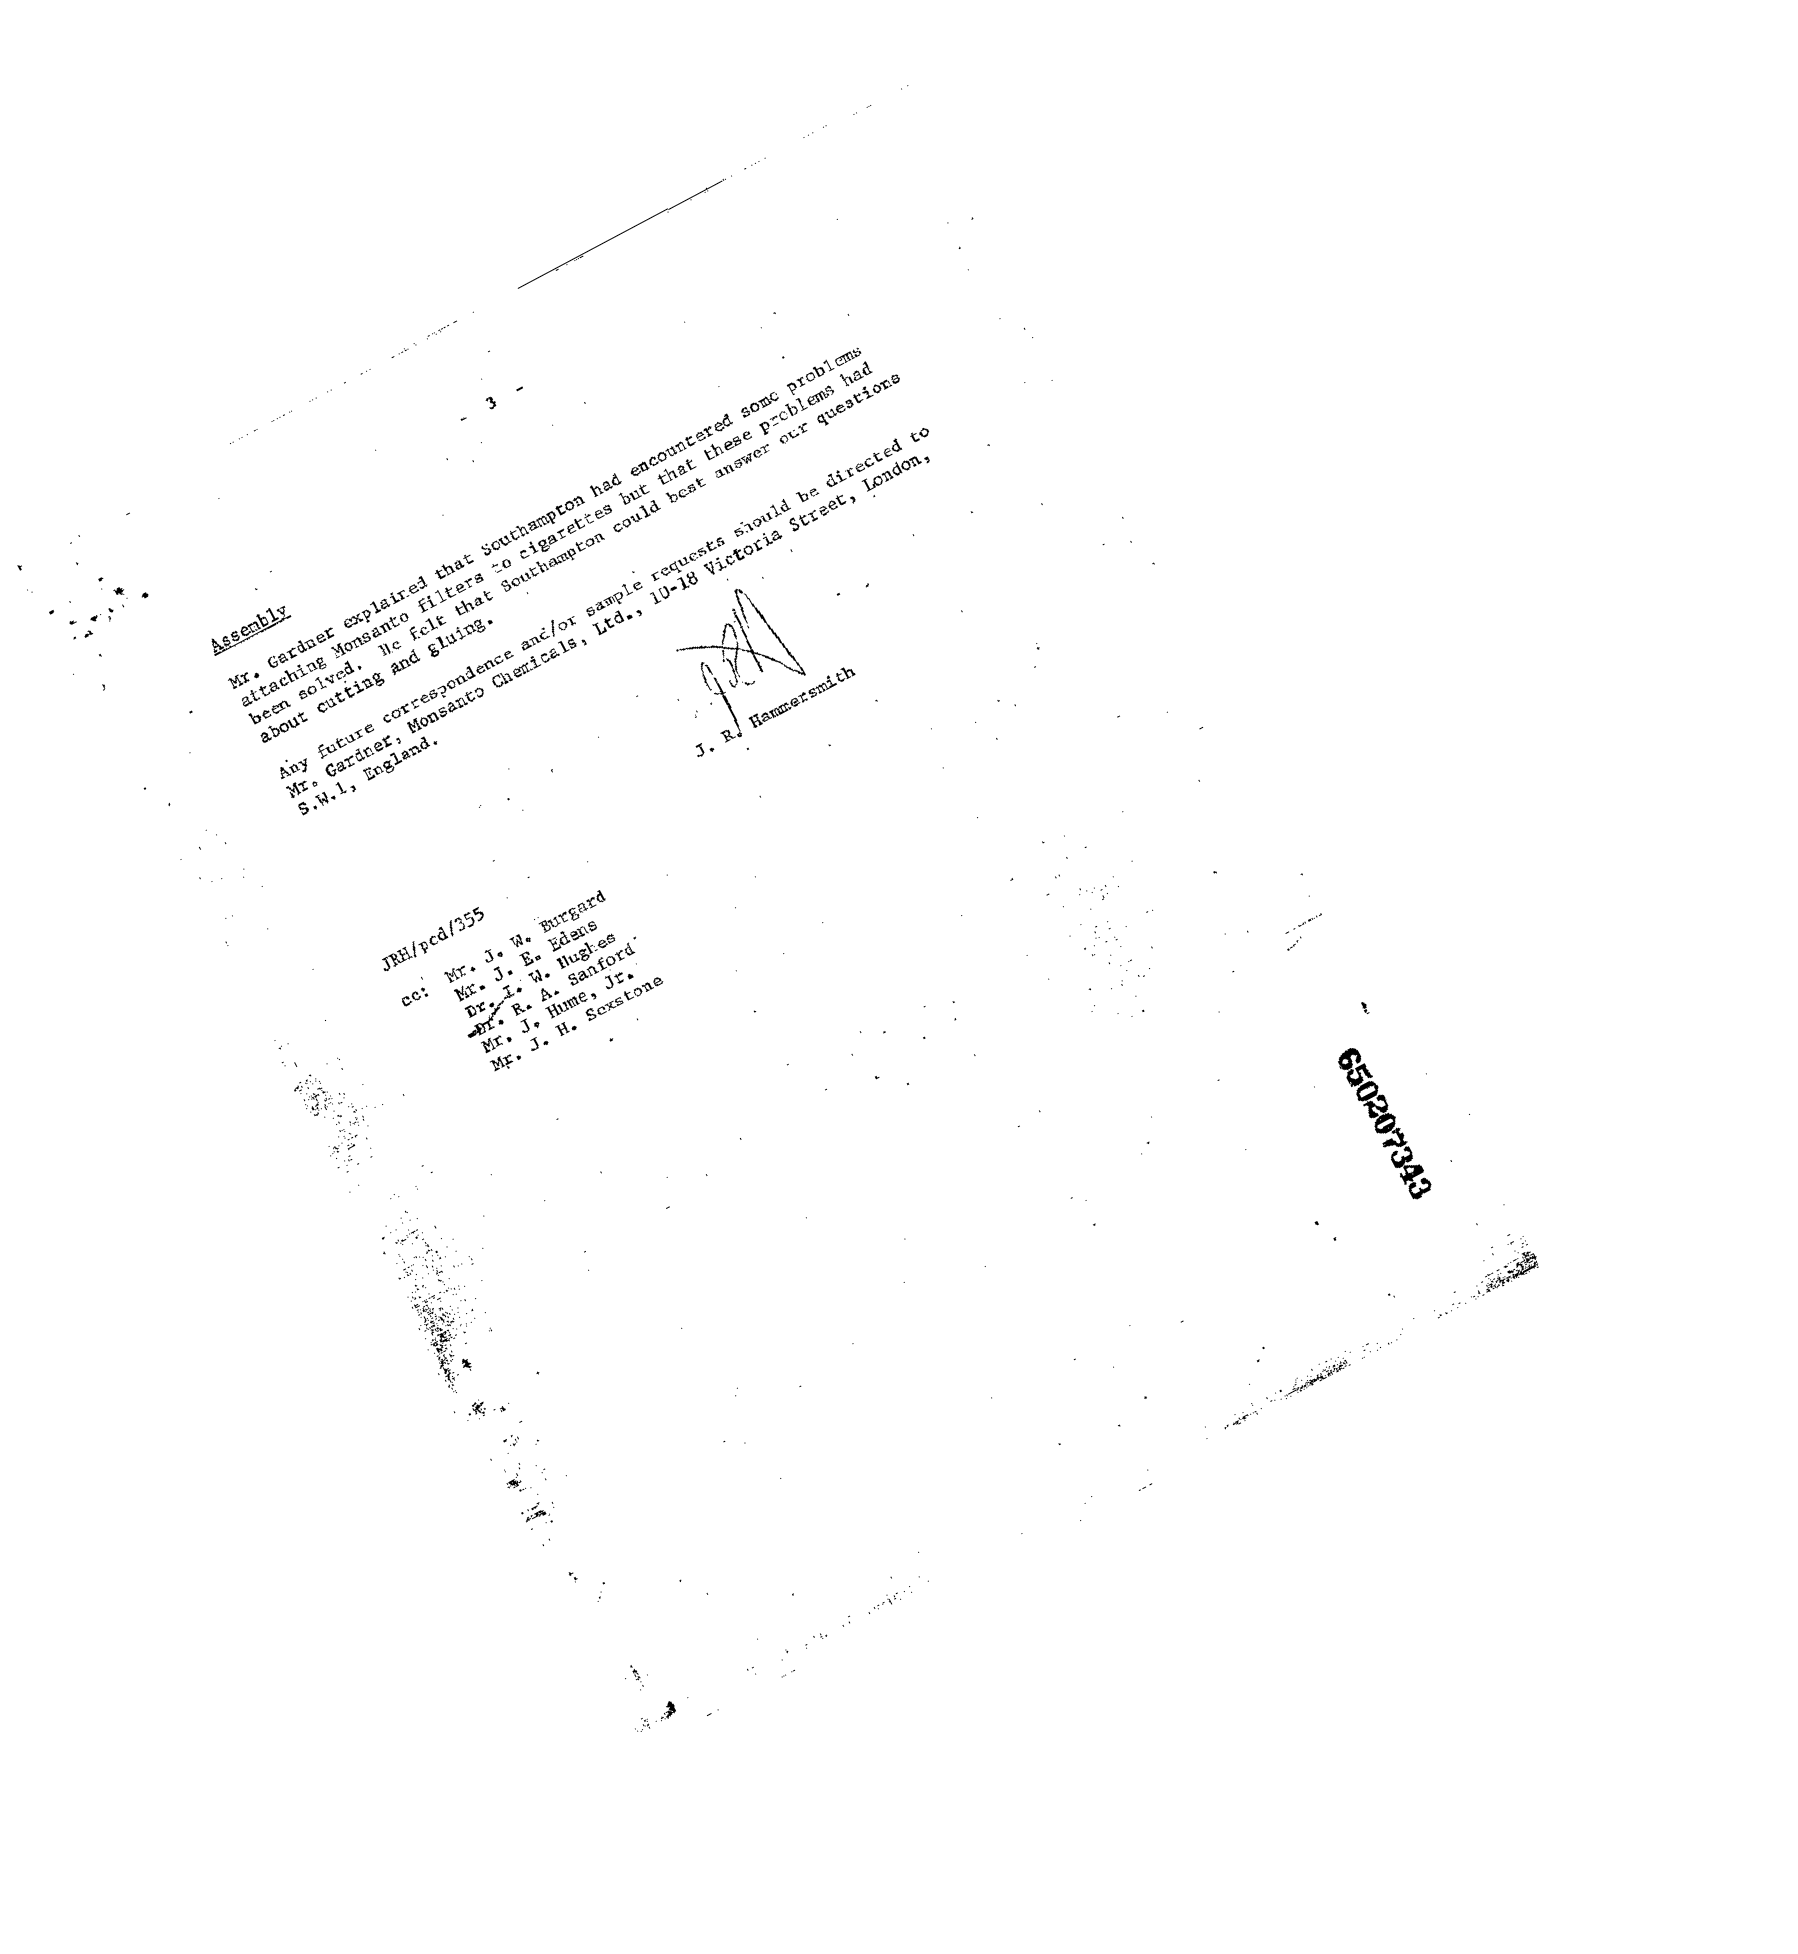 - 3 -
Assembly
Mr. Gardner explained that Southampton had encountered some problems
attaching Monsanto filters to cigarettes but that these problems had
been solved. He felt that Southampton could best answer our questions
about cutting and gluing.
Any future correspondence and/or sample requests should be directed to
Mr. Gardner, Monsanto Chemicals, Ltd., 10-18 Victoria Street, London,
S.W.1, England.
JRH
J. R. Hammersmith
JRH/pcd/355
cc: Mr. J. W. Burgard
Mr. J. E. Edens
Dr. I. W. Hughes
Dr. R. A. Sanford
Mr. J. Hume, Jr.
Mr. J. H. Sexstone
650207343